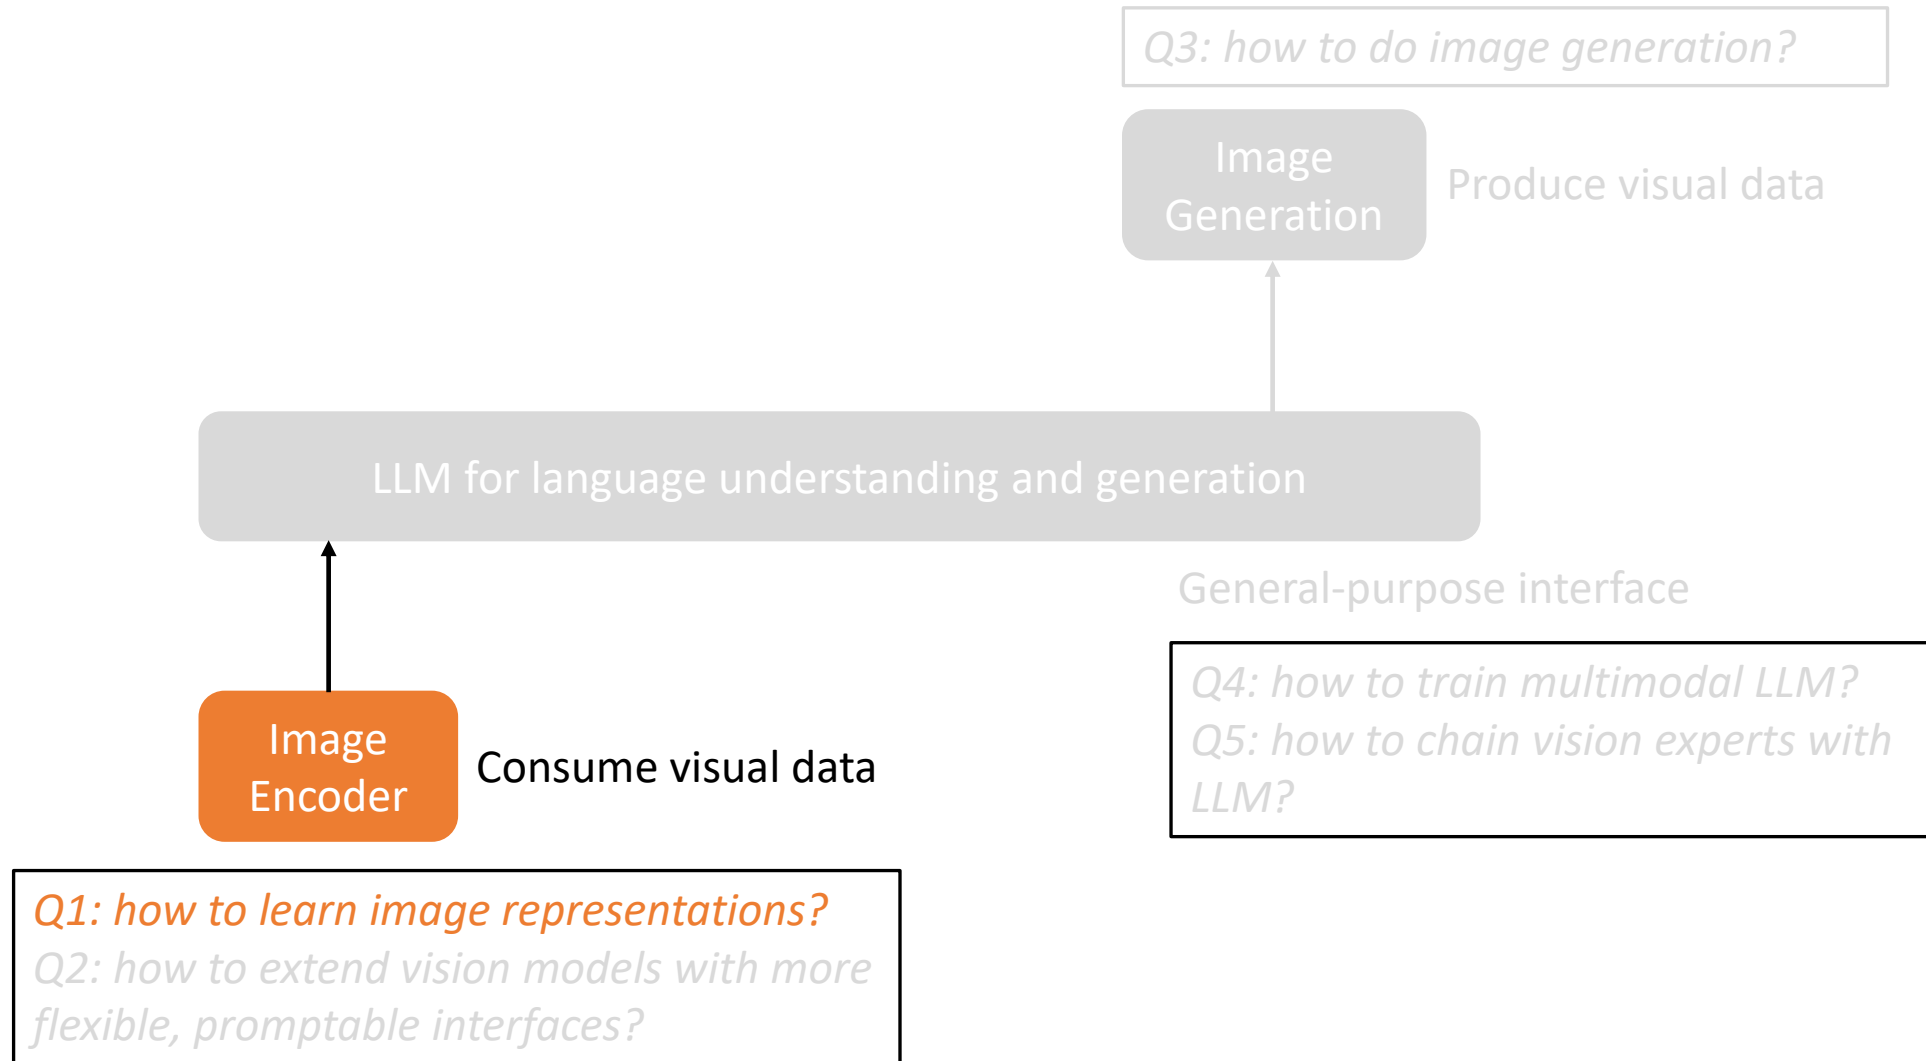 Q3: how to do image generation?
Image
Generation
Produce visual data
LLM for language understanding and generation
General-purpose interface
Q4: how to train multimodal LLM?
Q5: how to chain vision experts with
LLM?
Image
Encoder
Consume visual data
Q1: how to learn image representations?
Q2: how to extend vision models with more
flexible, promptable interfaces?